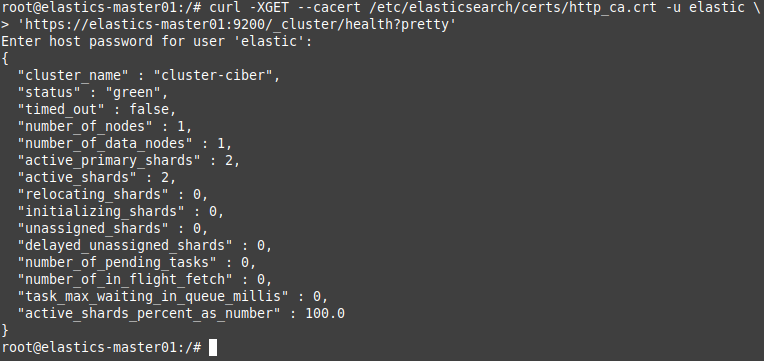 root@elastics-master01:/# curl -XGET --cacert /etc/elasticsearch/certs/http_ca.crt -u elastic \
> 'https://elastics-master01:9200/_cluster/health?pretty'
Enter host password for user 'elastic':
{
  "cluster_name" : "cluster-ciber",
  "status" : "green",
  "timed_out" : false,
  "number_of_nodes" : 1,
  "number_of_data_nodes" : 1,
  "active_primary_shards" : 2,
  "active_shards" : 2,
  "relocating_shards" : 0,
  "initializing_shards" : 0,
  "unassigned_shards" : 0,
  "delayed_unassigned_shards" : 0,
  "number_of_pending_tasks" : 0,
  "number_of_in_flight_fetch" : 0,
  "task_max_waiting_in_queue_millis" : 0,
  "active_shards_percent_as_number" : 100.0
}
root@elastics-master01:/#